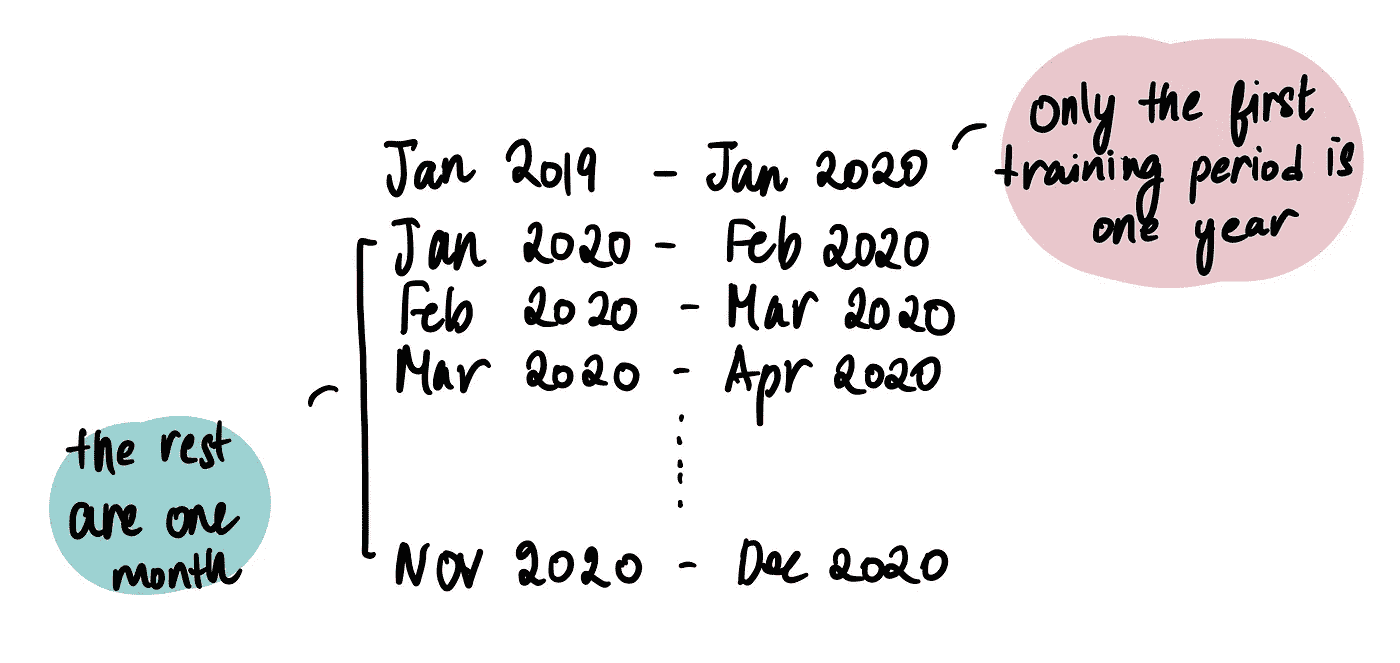 Only the first
training period is
one year
Jan 2019 - Jan 2020
Jan 2020 - Feb 2020
Feb 2020 - Mar 2020
Mar 2020 - Apr 2020
Nov 2020 - Dec 2020
the rest
are one
month